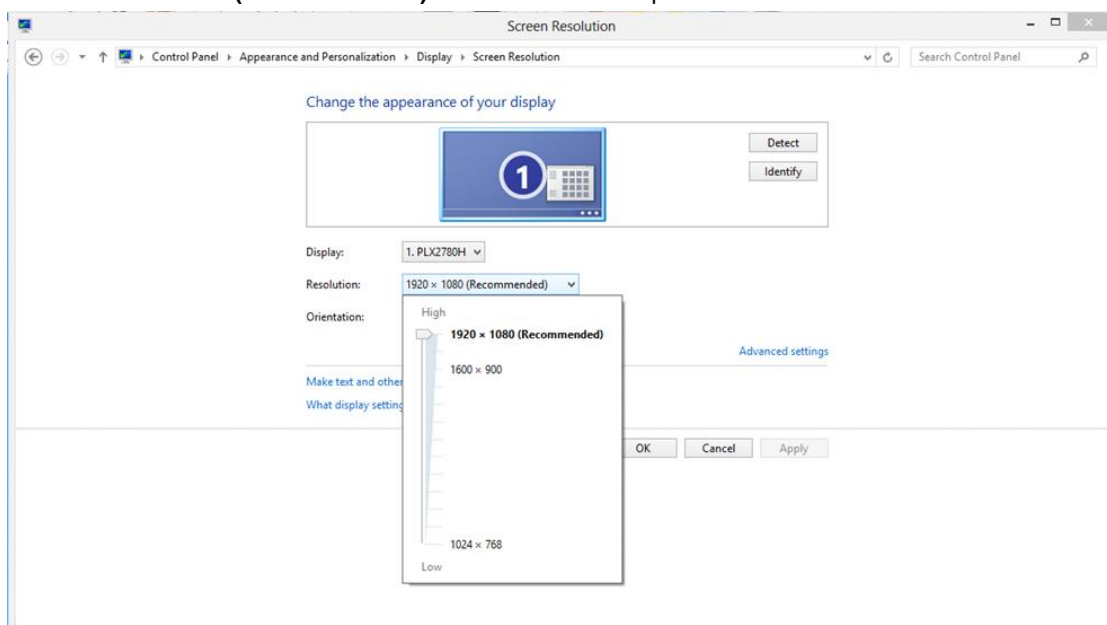 Screen Resolution
Control Panel ▸ Appearance and Personalization ▸ Display ▸ Screen Resolution
Search Control Panel
Change the appearance of your display
1
Detect
Identify
Display: 1. PLX2780H
Resolution: 1920 × 1080 (Recommended)
Orientation:
High
1920 × 1080 (Recommended)
1600 × 900
1024 × 768
Low
Advanced settings
Make text and other
What display setting
OK Cancel Apply